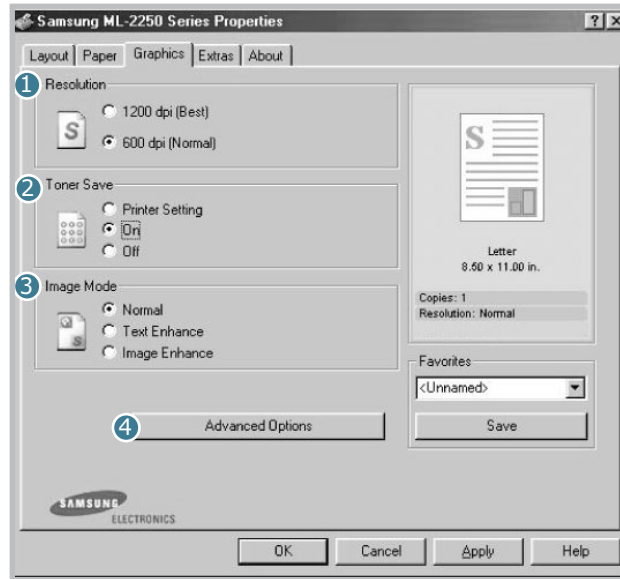 Samsung ML-2250 Series Properties
Layout Paper Graphics Extras About
1 Resolution
1200 dpi (Best)
600 dpi (Normal)
2 Toner Save
Printer Setting
On
Off
3 Image Mode
Normal
Text Enhance
Image Enhance
4 Advanced Options
S
S
S
Letter
8.50 x 11.00 in.
Copies: 1
Resolution: Normal
Favorites
<Unnamed>
Save
SAMSUNG
ELECTRONICS
OK Cancel Apply Help